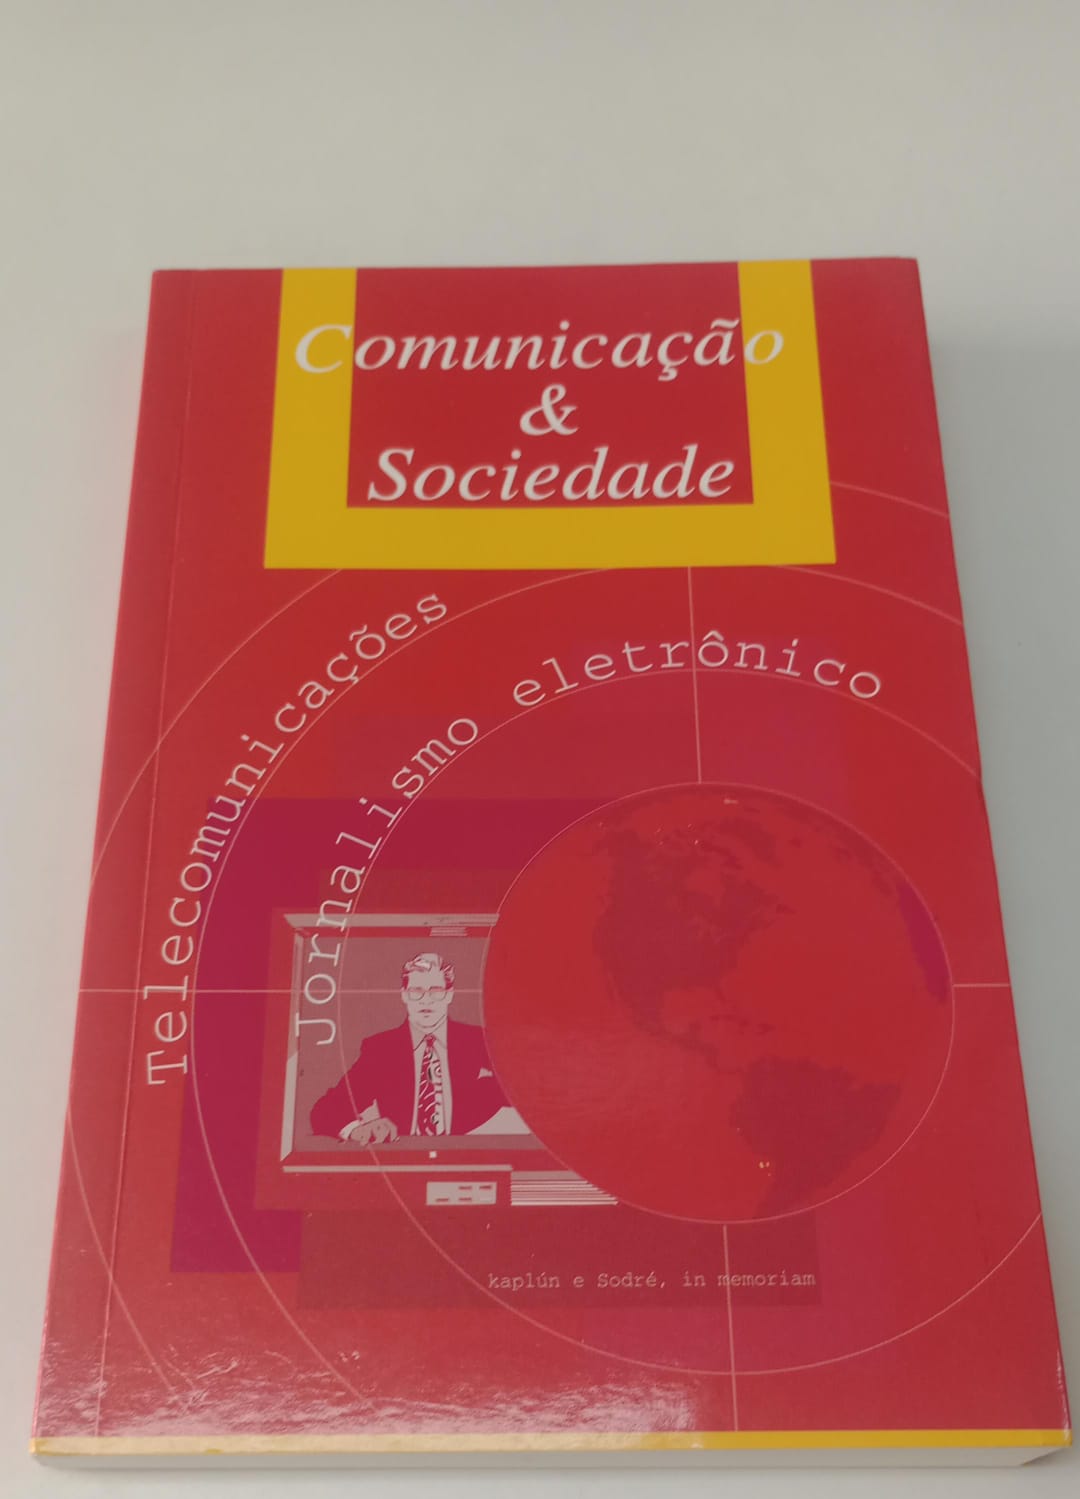 Comunicação
&
Sociedade
Telecomunicações
Jornalismo eletrônico
kaplún e Sodré, in memoriam